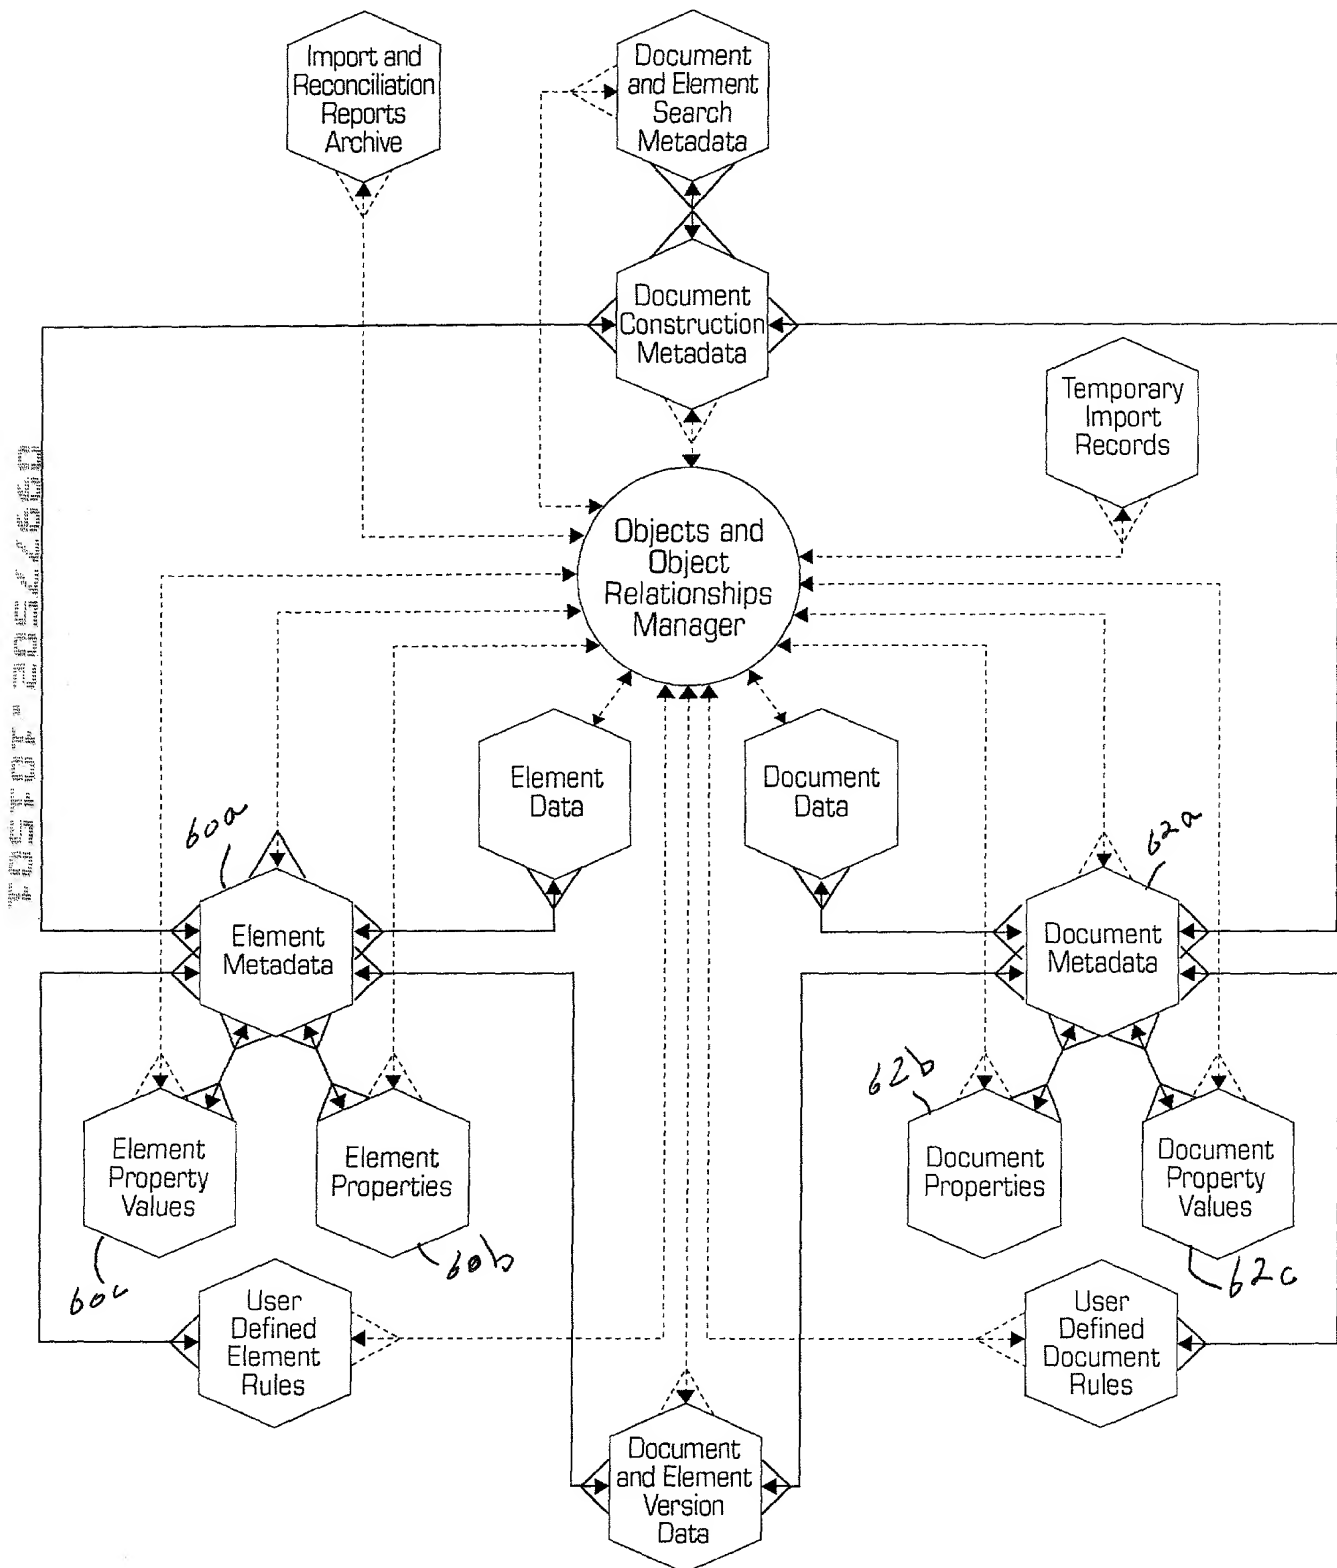 Import and
Reconciliation
Reports
Archive
Document
and Element
Search
Metadata
Document
Construction
Metadata
Temporary
Import
Records
Objects and
Object
Relationships
Manager
Element
Data
Document
Data
60a
62a
Element
Metadata
Document
Metadata
62b
Element
Property
Values
Element
Properties
Document
Properties
Document
Property
Values
60c
60b
62c
User
Defined
Element
Rules
User
Defined
Document
Rules
Document
and Element
Version
Data